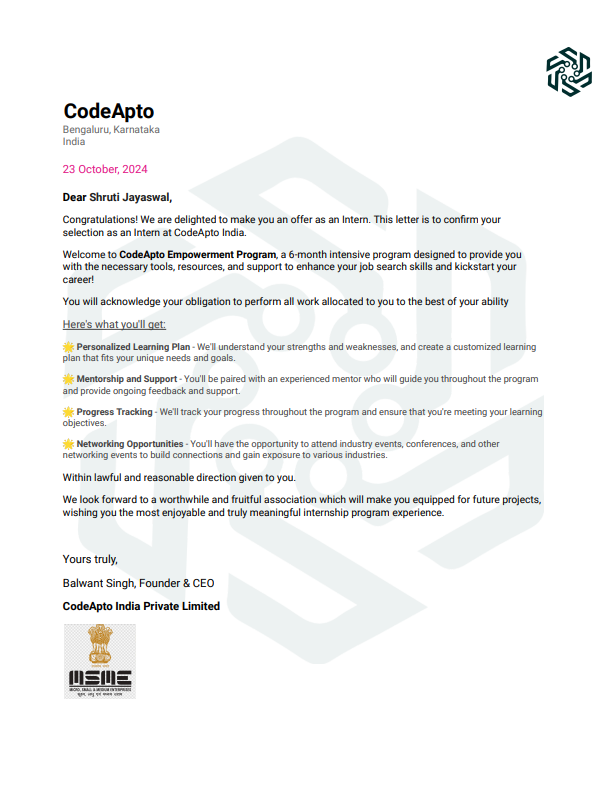 CodeApto
Bengaluru, Karnataka
India
23 October, 2024
Dear Shruti Jayaswal,
Congratulations! We are delighted to make you an offer as an Intern. This letter is to confirm your
selection as an Intern at CodeApto India.
Welcome to CodeApto Empowerment Program, a 6-month intensive program designed to provide you
with the necessary tools, resources, and support to enhance your job search skills and kickstart your
career!
You will acknowledge your obligation to perform all work allocated to you to the best of your ability
Here's what you'll get:
🌟 Personalized Learning Plan - We'll understand your strengths and weaknesses, and create a customized learning
plan that fits your unique needs and goals.
🌟 Mentorship and Support - You'll be paired with an experienced mentor who will guide you throughout the program
and provide ongoing feedback and support.
🌟 Progress Tracking - We'll track your progress throughout the program and ensure that you're meeting your learning
objectives.
🌟 Networking Opportunities - You'll have the opportunity to attend industry events, conferences, and other
networking events to build connections and gain exposure to various industries.
Within lawful and reasonable direction given to you.
We look forward to a worthwhile and fruitful association which will make you equipped for future projects,
wishing you the most enjoyable and truly meaningful internship program experience.
Yours truly,
Balwant Singh, Founder & CEO
CodeApto India Private Limited
MSME
MICRO, SMALL & MEDIUM ENTERPRISES
सूक्ष्म, लघु एवं मध्यम उद्यम